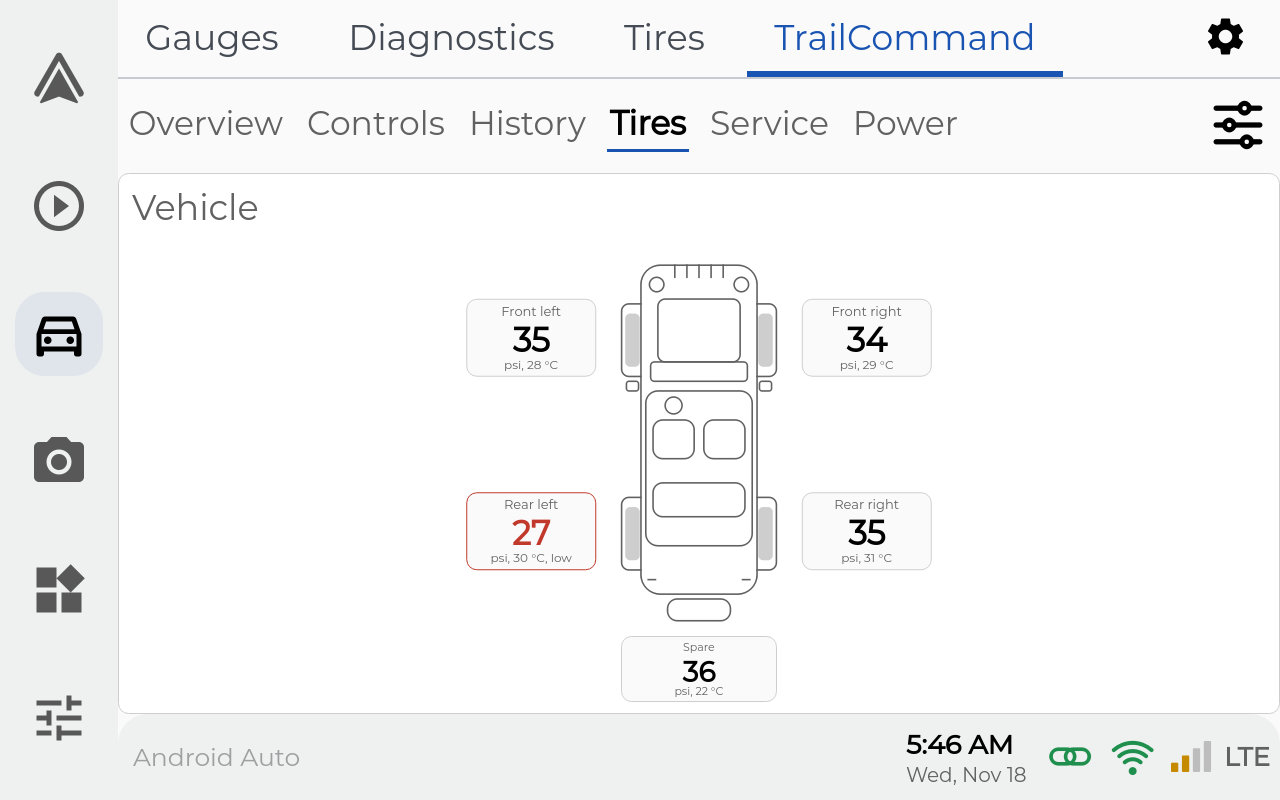 Gauges Diagnostics Tires TrailCommand
Overview Controls History Tires Service Power
Vehicle
Front left
35
psi, 28 °C
Front right
34
psi, 29 °C
Rear left
27
psi, 30 °C, low
Rear right
35
psi, 31 °C
Spare
36
psi, 22 °C
Android Auto
5:46 AM
Wed, Nov 18
LTE